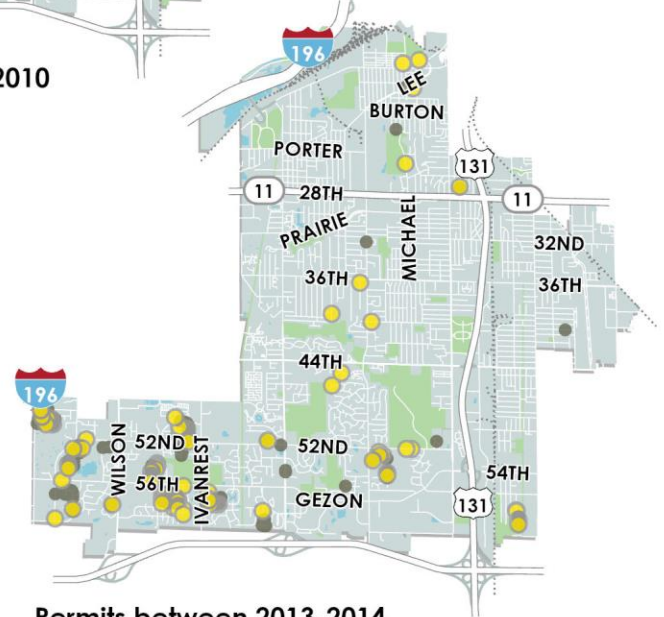 2010
196
LEE
BURTON
PORTER
131
11
28TH
11
PRAIRIE
MICHAEL
32ND
36TH
36TH
44TH
196
WILSON
52ND
IVANREST
52ND
56TH
54TH
GEZON
131
Permits between 2013-2014